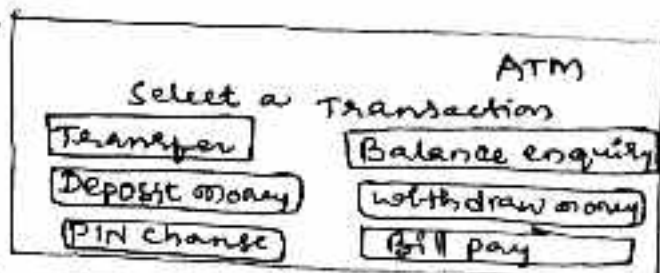 ATM
Select a Transaction
Transfer Balance enquiry
Deposit money withdraw money
PIN change Bill pay